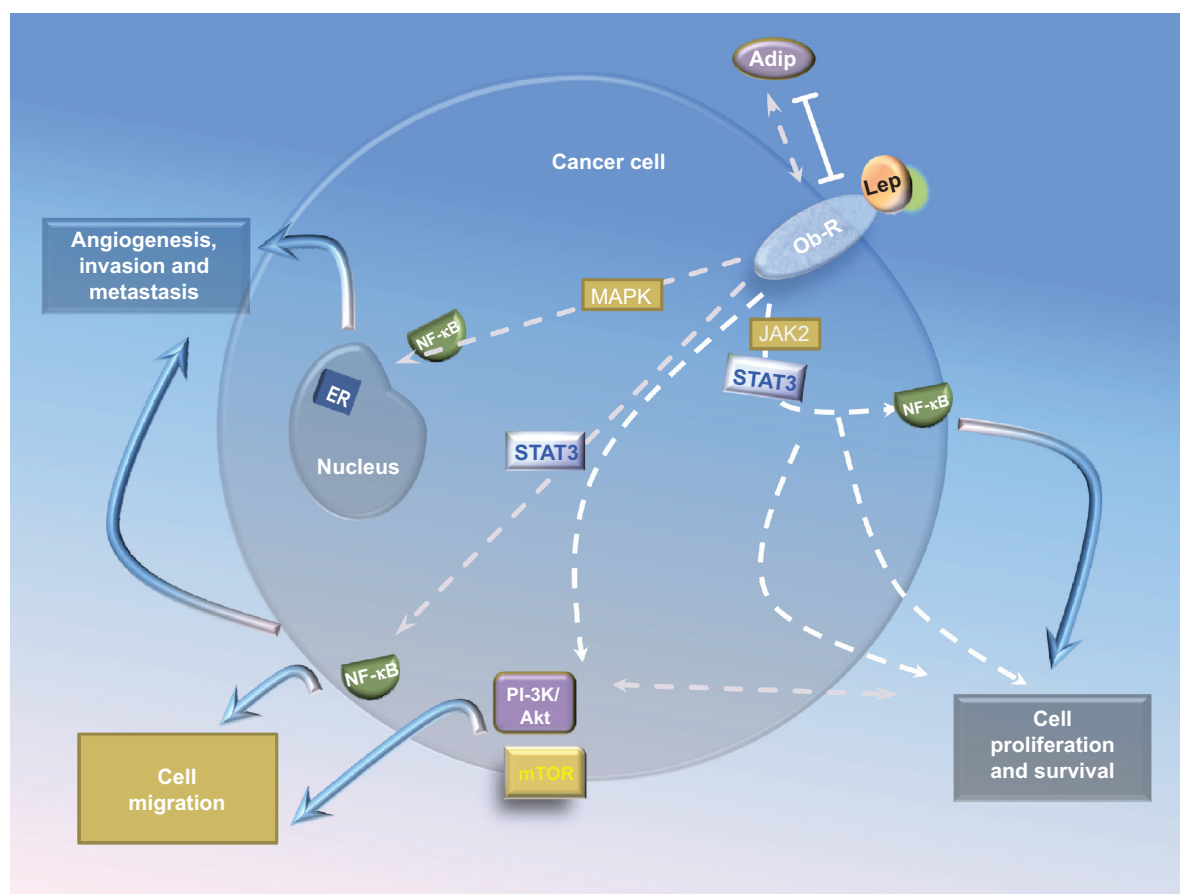 Adip
Cancer cell
Lep
Ob-R
Angiogenesis,
invasion and
metastasis
MAPK
NF-κB
JAK2
STAT3
ER
NF-κB
Nucleus
STAT3
NF-κB
PI-3K/
Akt
mTOR
Cell
proliferation
and survival
Cell
migration